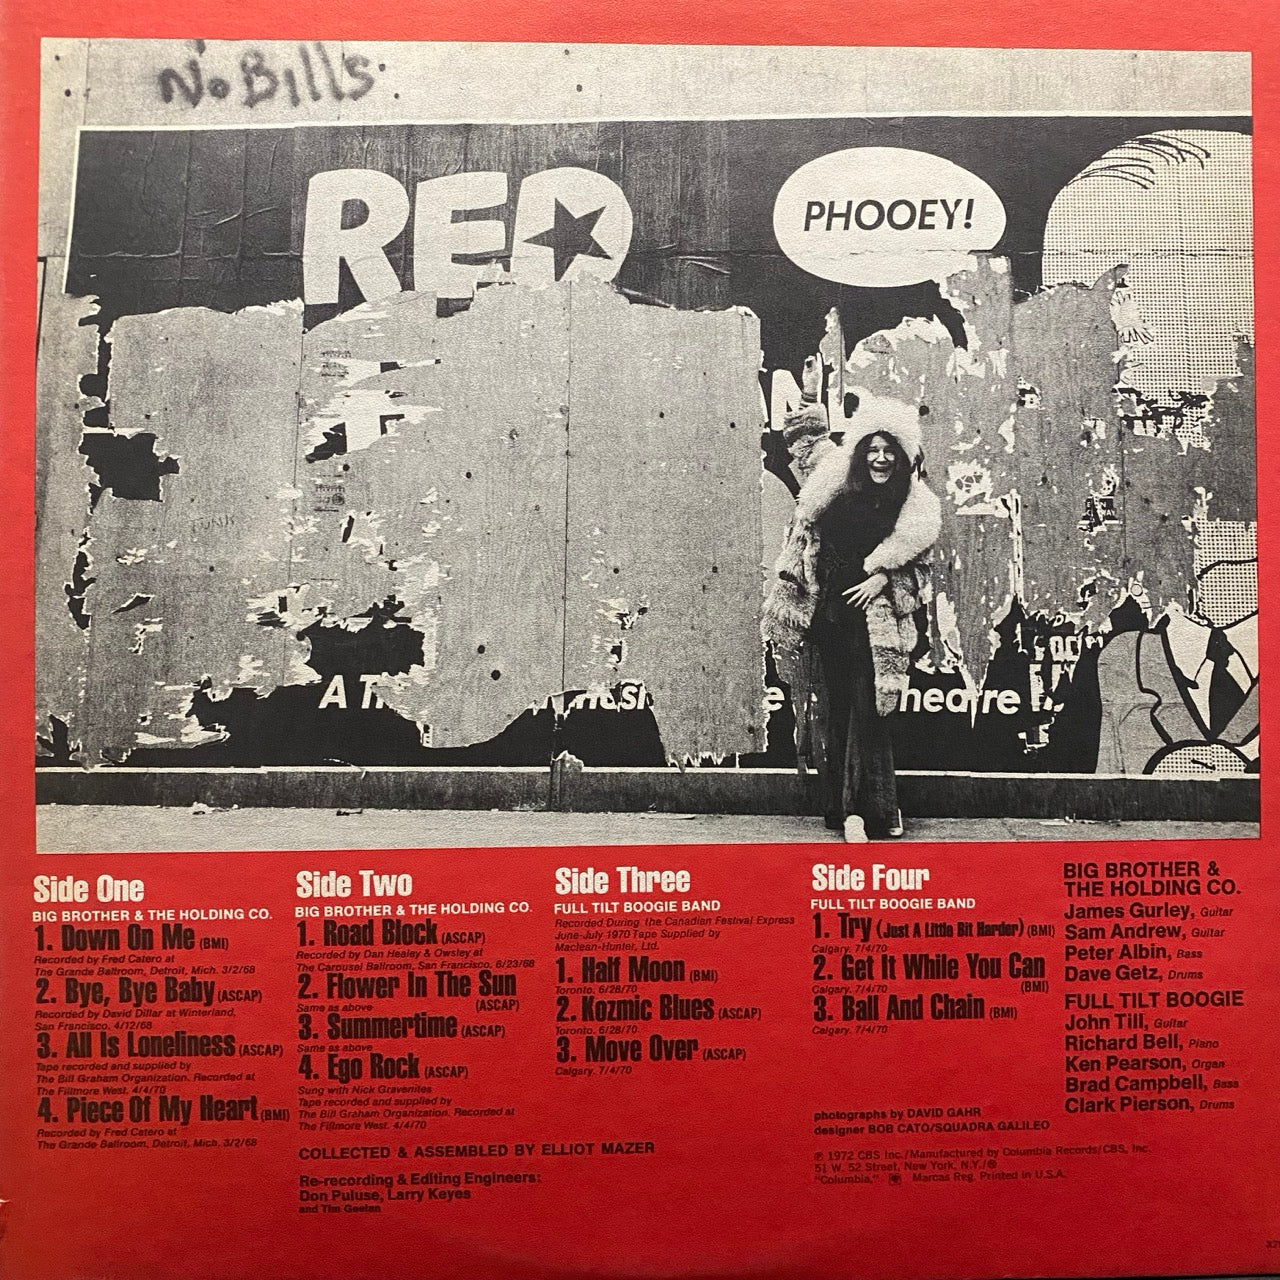 No Bills
RED
PHOOEY!
A
Theatre
Side One
BIG BROTHER & THE HOLDING CO.
1. Down On Me (BMI)
Recorded by Fred Catero at
The Grande Ballroom, Detroit, Mich. 3/2/68
2. Bye, Bye Baby (ASCAP)
Recorded by David Dillar at Winterland,
San Francisco. 4/12/68
3. All Is Loneliness (ASCAP)
Tape recorded and supplied by
The Bill Graham Organization. Recorded at
The Fillmore West. 4/4/70
4. Piece Of My Heart (BMI)
Recorded by Fred Catero at
The Grande Ballroom, Detroit, Mich. 3/2/68
Side Two
BIG BROTHER & THE HOLDING CO.
1. Road Block (ASCAP)
Recorded by Dan Healey & Owsley at
The Carousel Ballroom, San Francisco. 6/23/68
2. Flower In The Sun
Same as above
(ASCAP)
3. Summertime (ASCAP)
Same as above
4. Ego Rock (ASCAP)
Sung with Nick Gravenites
Tape recorded and supplied by
The Bill Graham Organization. Recorded at
The Fillmore West. 4/4/70
COLLECTED & ASSEMBLED BY ELLIOT MAZER
Re-recording & Editing Engineers:
Don Puluse, Larry Keyes
and Tim Geelan
Side Three
FULL TILT BOOGIE BAND
Recorded During the Canadian Festival Express
June-July 1970 Tape Supplied by
Maclean-Hunter, Ltd.
1. Half Moon (BMI)
Toronto. 6/28/70
2. Kozmic Blues (ASCAP)
Toronto. 6/28/70
3. Move Over (ASCAP)
Calgary. 7/4/70
Side Four
FULL TILT BOOGIE BAND
1. Try (Just A Little Bit Harder) (BMI)
Calgary. 7/4/70
2. Get It While You Can
Calgary. 7/4/70
(BMI)
3. Ball And Chain (BMI)
Calgary. 7/4/70
photographs by DAVID GAHR
designer BOB CATO/SQUADRA GALILEO
℗ 1972 CBS Inc./Manufactured by Columbia Records/CBS, Inc.
51 W. 52 Street, New York, N.Y./®
"Columbia," Marcas Reg. Printed in U.S.A.
BIG BROTHER &
THE HOLDING CO.
James Gurley, Guitar
Sam Andrew, Guitar
Peter Albin, Bass
Dave Getz, Drums
FULL TILT BOOGIE
John Till, Guitar
Richard Bell, Piano
Ken Pearson, Organ
Brad Campbell, Bass
Clark Pierson, Drums